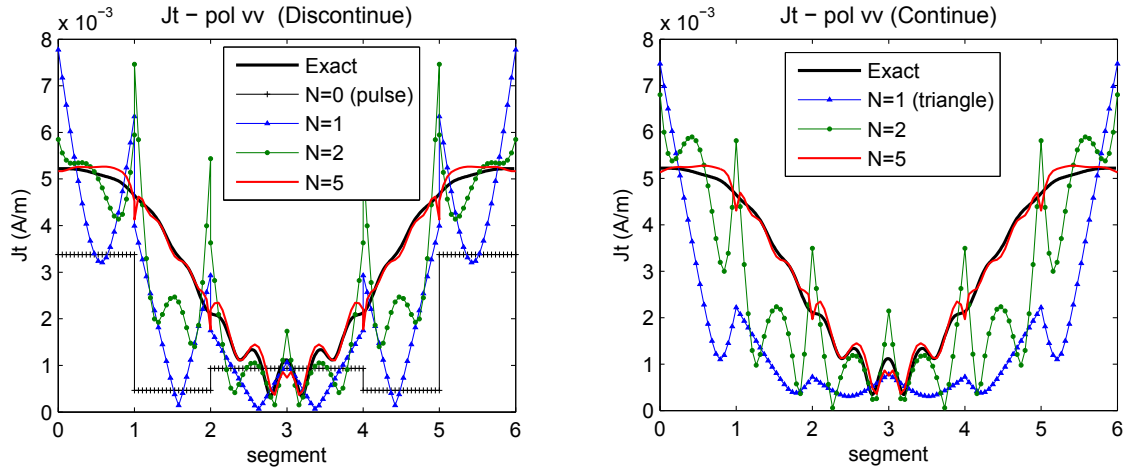 Jt − pol vv (Discontinue)
x 10⁻³
8
7
6
5
4
3
2
1
0
Jt (A/m)
0 1 2 3 4 5 6
segment
Exact
N=0 (pulse)
N=1
N=2
N=5
Jt − pol vv (Continue)
x 10⁻³
8
7
6
5
4
3
2
1
0
Jt (A/m)
0 1 2 3 4 5 6
segment
Exact
N=1 (triangle)
N=2
N=5